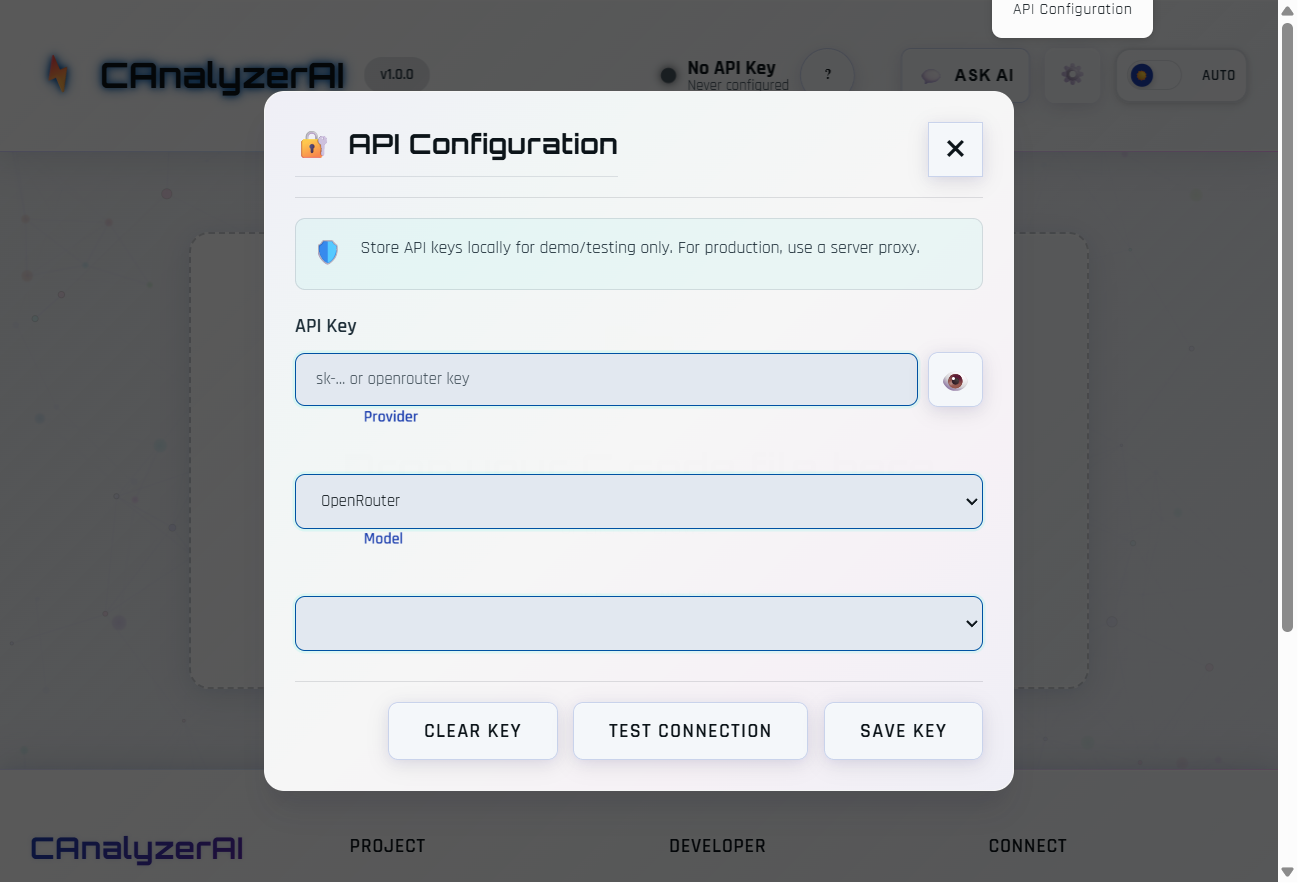 API Configuration
CAnalyzerAI
v1.0.0
No API Key
Never configured
?
ASK AI
AUTO
API Configuration
Store API keys locally for demo/testing only. For production, use a server proxy.
API Key
sk-... or openrouter key
Provider
OpenRouter
Model
CLEAR KEY
TEST CONNECTION
SAVE KEY
CAnalyzerAI
PROJECT
DEVELOPER
CONNECT